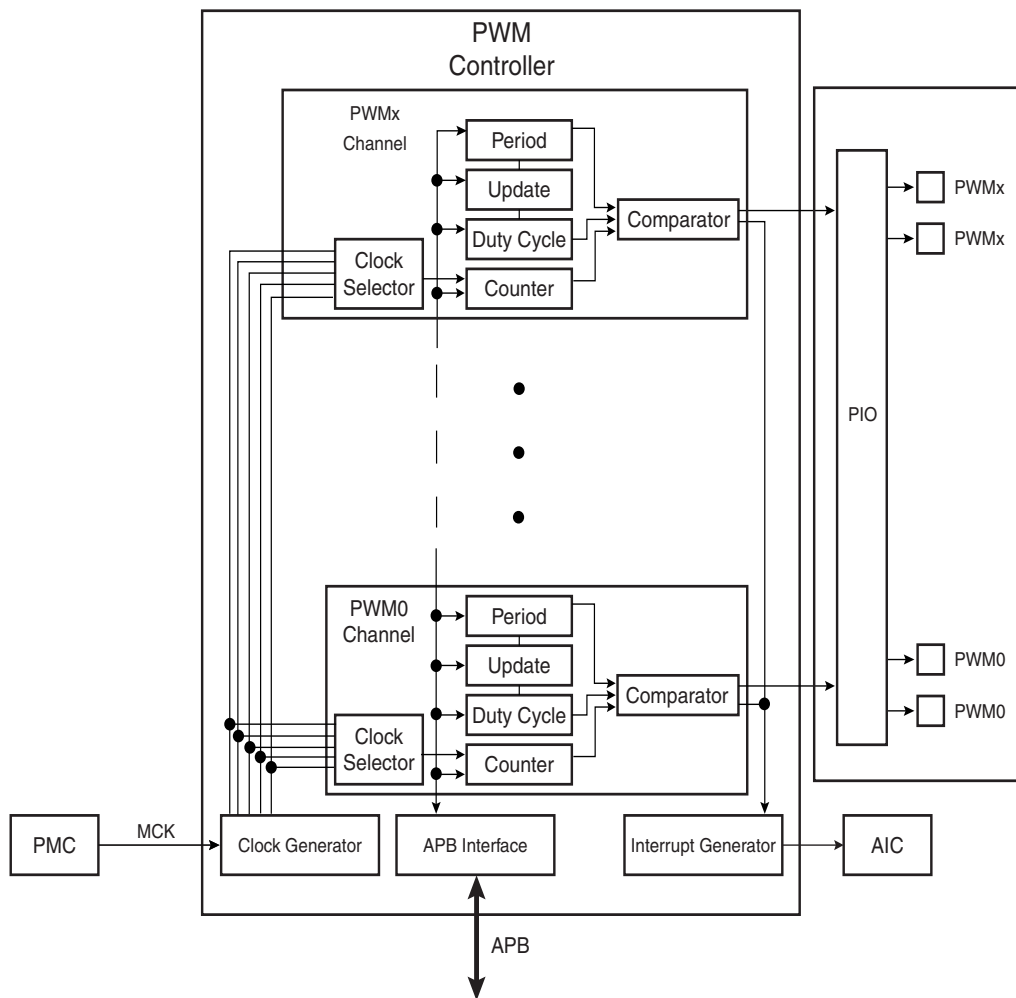 PWM
Controller
PWMx
Channel
Period
Update
Duty Cycle
Clock
Selector
Counter
Comparator
PIO
PWMx
PWMx
PWM0
Channel
Period
Update
Duty Cycle
Clock
Selector
Counter
Comparator
PWM0
PWM0
PMC
MCK
Clock Generator
APB Interface
Interrupt Generator
AIC
APB